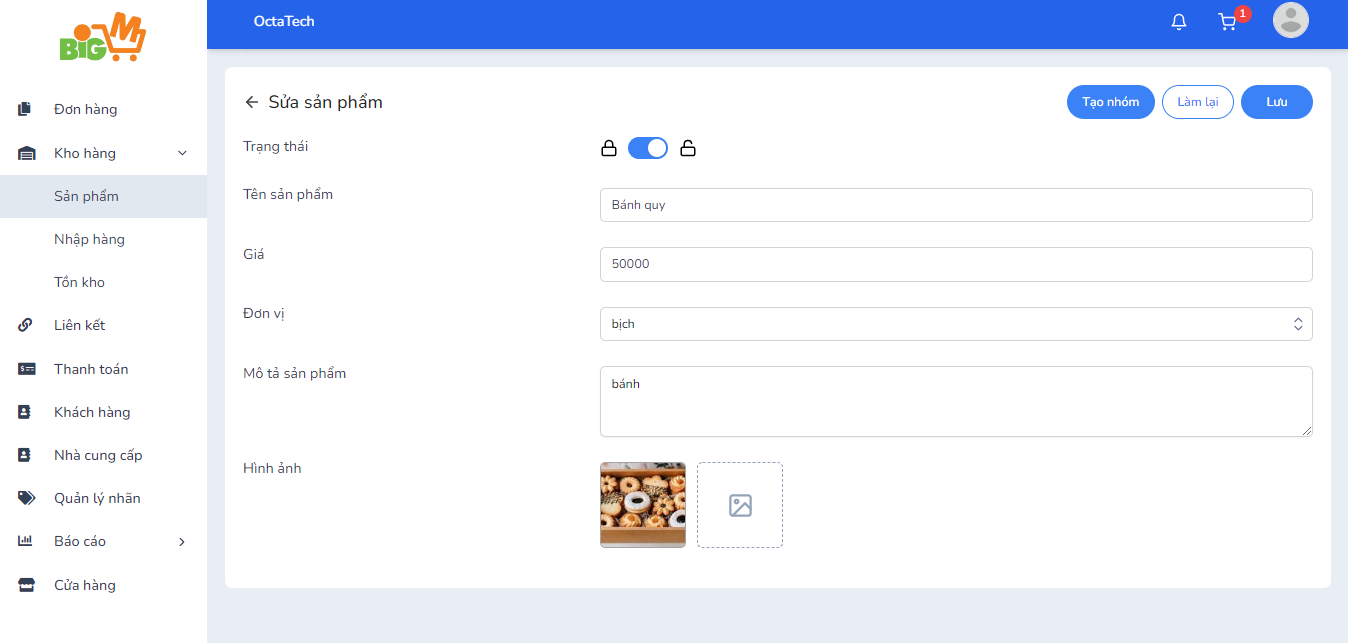 BIG M
OctaTech
1
Đơn hàng
Kho hàng
Sản phẩm
Nhập hàng
Tồn kho
Liên kết
Thanh toán
Khách hàng
Nhà cung cấp
Quản lý nhãn
Báo cáo
Cửa hàng
Sửa sản phẩm
Tạo nhóm
Làm lại
Lưu
Trạng thái
Tên sản phẩm
Bánh quy
Giá
50000
Đơn vị
bịch
Mô tả sản phẩm
bánh
Hình ảnh